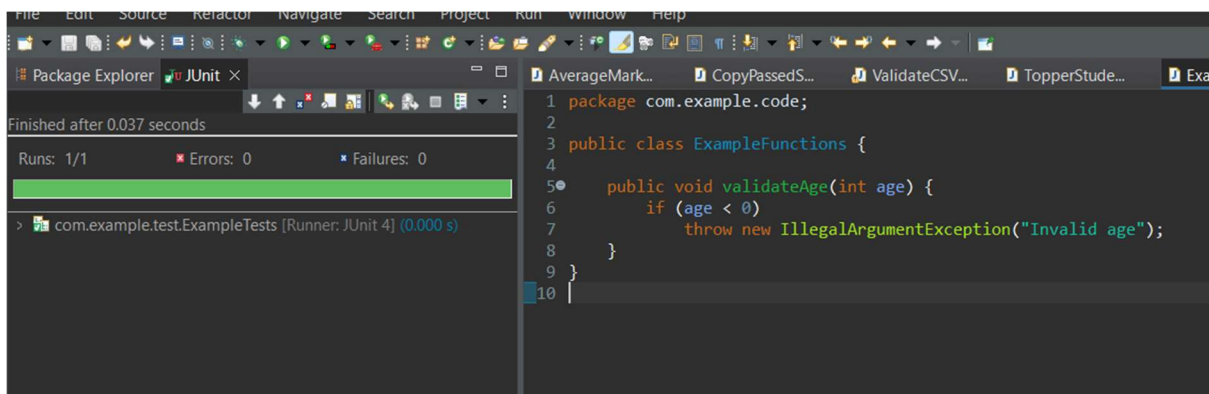 File Edit Source Refactor Navigate Search Project Run Window Help
Package Explorer JUnit ×
Finished after 0.037 seconds
Runs: 1/1 Errors: 0 Failures: 0
com.example.test.ExampleTests [Runner: JUnit 4] (0.000 s)
AverageMark... CopyPassedS... ValidateCSV... TopperStude... Exa
1 package com.example.code;
2
3 public class ExampleFunctions {
4
5 public void validateAge(int age) {
6 if (age < 0)
7 throw new IllegalArgumentException("Invalid age");
8 }
9 }
10